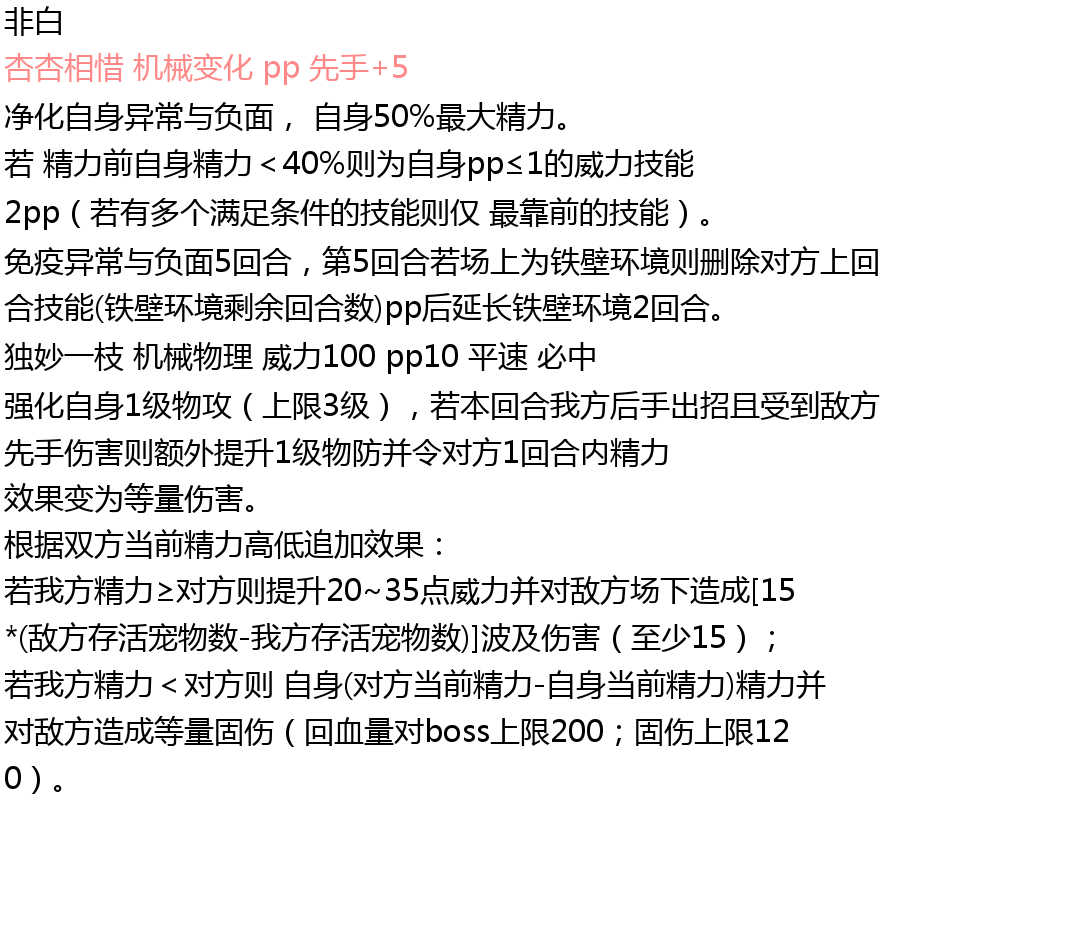 非白
杏杏相惜 机械变化 pp 先手+5
净化自身异常与负面， 自身50%最大精力。
若 精力前自身精力＜40%则为自身pp≤1的威力技能
2pp（若有多个满足条件的技能则仅 最靠前的技能）。
免疫异常与负面5回合，第5回合若场上为铁壁环境则删除对方上回
合技能(铁壁环境剩余回合数)pp后延长铁壁环境2回合。
独妙一枝 机械物理 威力100 pp10 平速 必中
强化自身1级物攻（上限3级），若本回合我方后手出招且受到敌方
先手伤害则额外提升1级物防并令对方1回合内精力
效果变为等量伤害。
根据双方当前精力高低追加效果：
若我方精力≥对方则提升20~35点威力并对敌方场下造成[15
*(敌方存活宠物数-我方存活宠物数)]波及伤害（至少15）；
若我方精力＜对方则 自身(对方当前精力-自身当前精力)精力并
对敌方造成等量固伤（回血量对boss上限200；固伤上限12
0）。